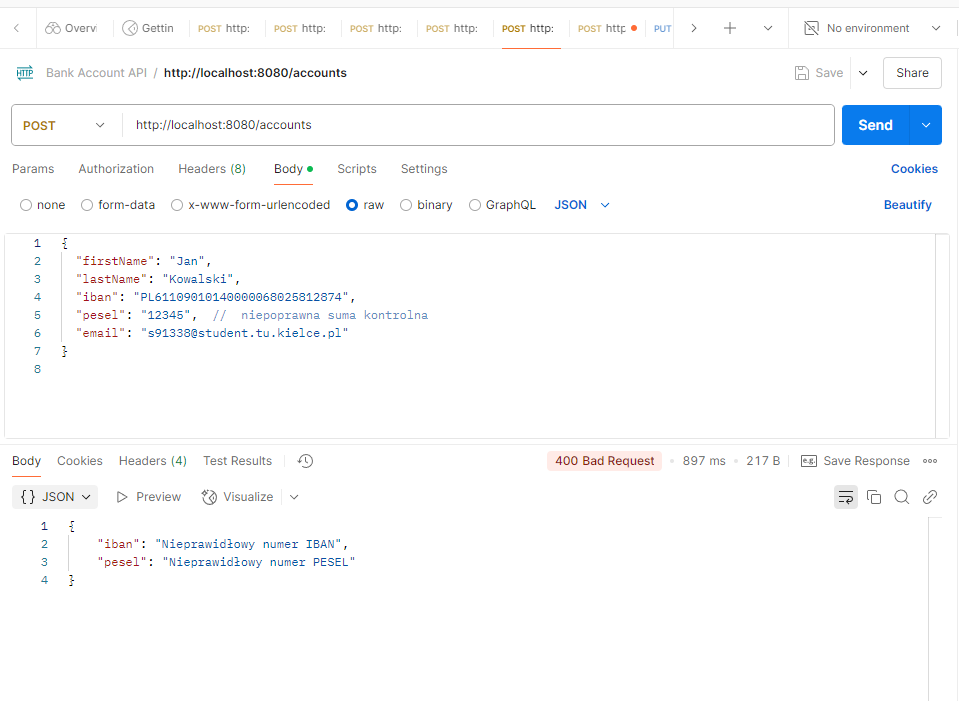 Overvi
Gettin
POST http:
POST http:
POST http:
POST http:
POST http:
POST http
PUT
No environment
HTTP Bank Account API / http://localhost:8080/accounts
Save
Share
POST http://localhost:8080/accounts
Send
Params Authorization Headers (8) Body Scripts Settings Cookies
none form-data x-www-form-urlencoded raw binary GraphQL JSON Beautify
1 {
2 "firstName": "Jan",
3 "lastName": "Kowalski",
4 "iban": "PL61109010140000068025812874",
5 "pesel": "12345", // niepoprawna suma kontrolna
6 "email": "s91338@student.tu.kielce.pl"
7 }
8
Body Cookies Headers (4) Test Results 400 Bad Request 897 ms 217 B e.g. Save Response
{} JSON Preview Visualize
1 {
2 "iban": "Nieprawidłowy numer IBAN",
3 "pesel": "Nieprawidłowy numer PESEL"
4 }